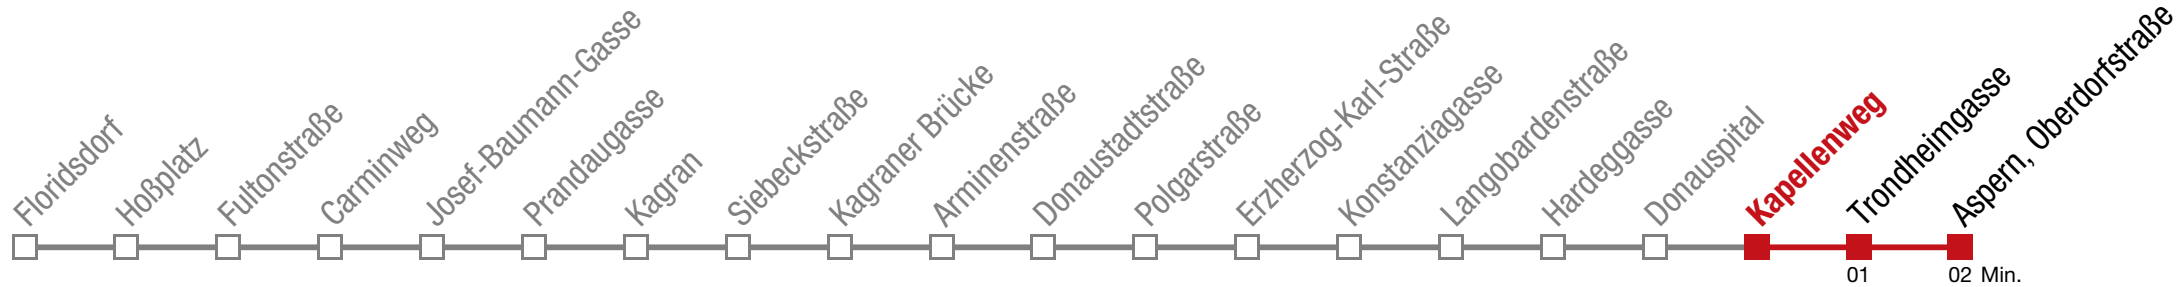 Floridsdorf
Hoßplatz
Fultonstraße
Carminweg
Josef-Baumann-Gasse
Prandaugasse
Kagran
Siebeckstraße
Kagraner Brücke
Arminenstraße
Donaustadtstraße
Polgarstraße
Erzherzog-Karl-Straße
Konstanziagasse
Langobardenstraße
Hardeggasse
Donauspital
Kapellenweg
Trondheimgasse
Aspern, Oberdorfstraße
01
02 Min.